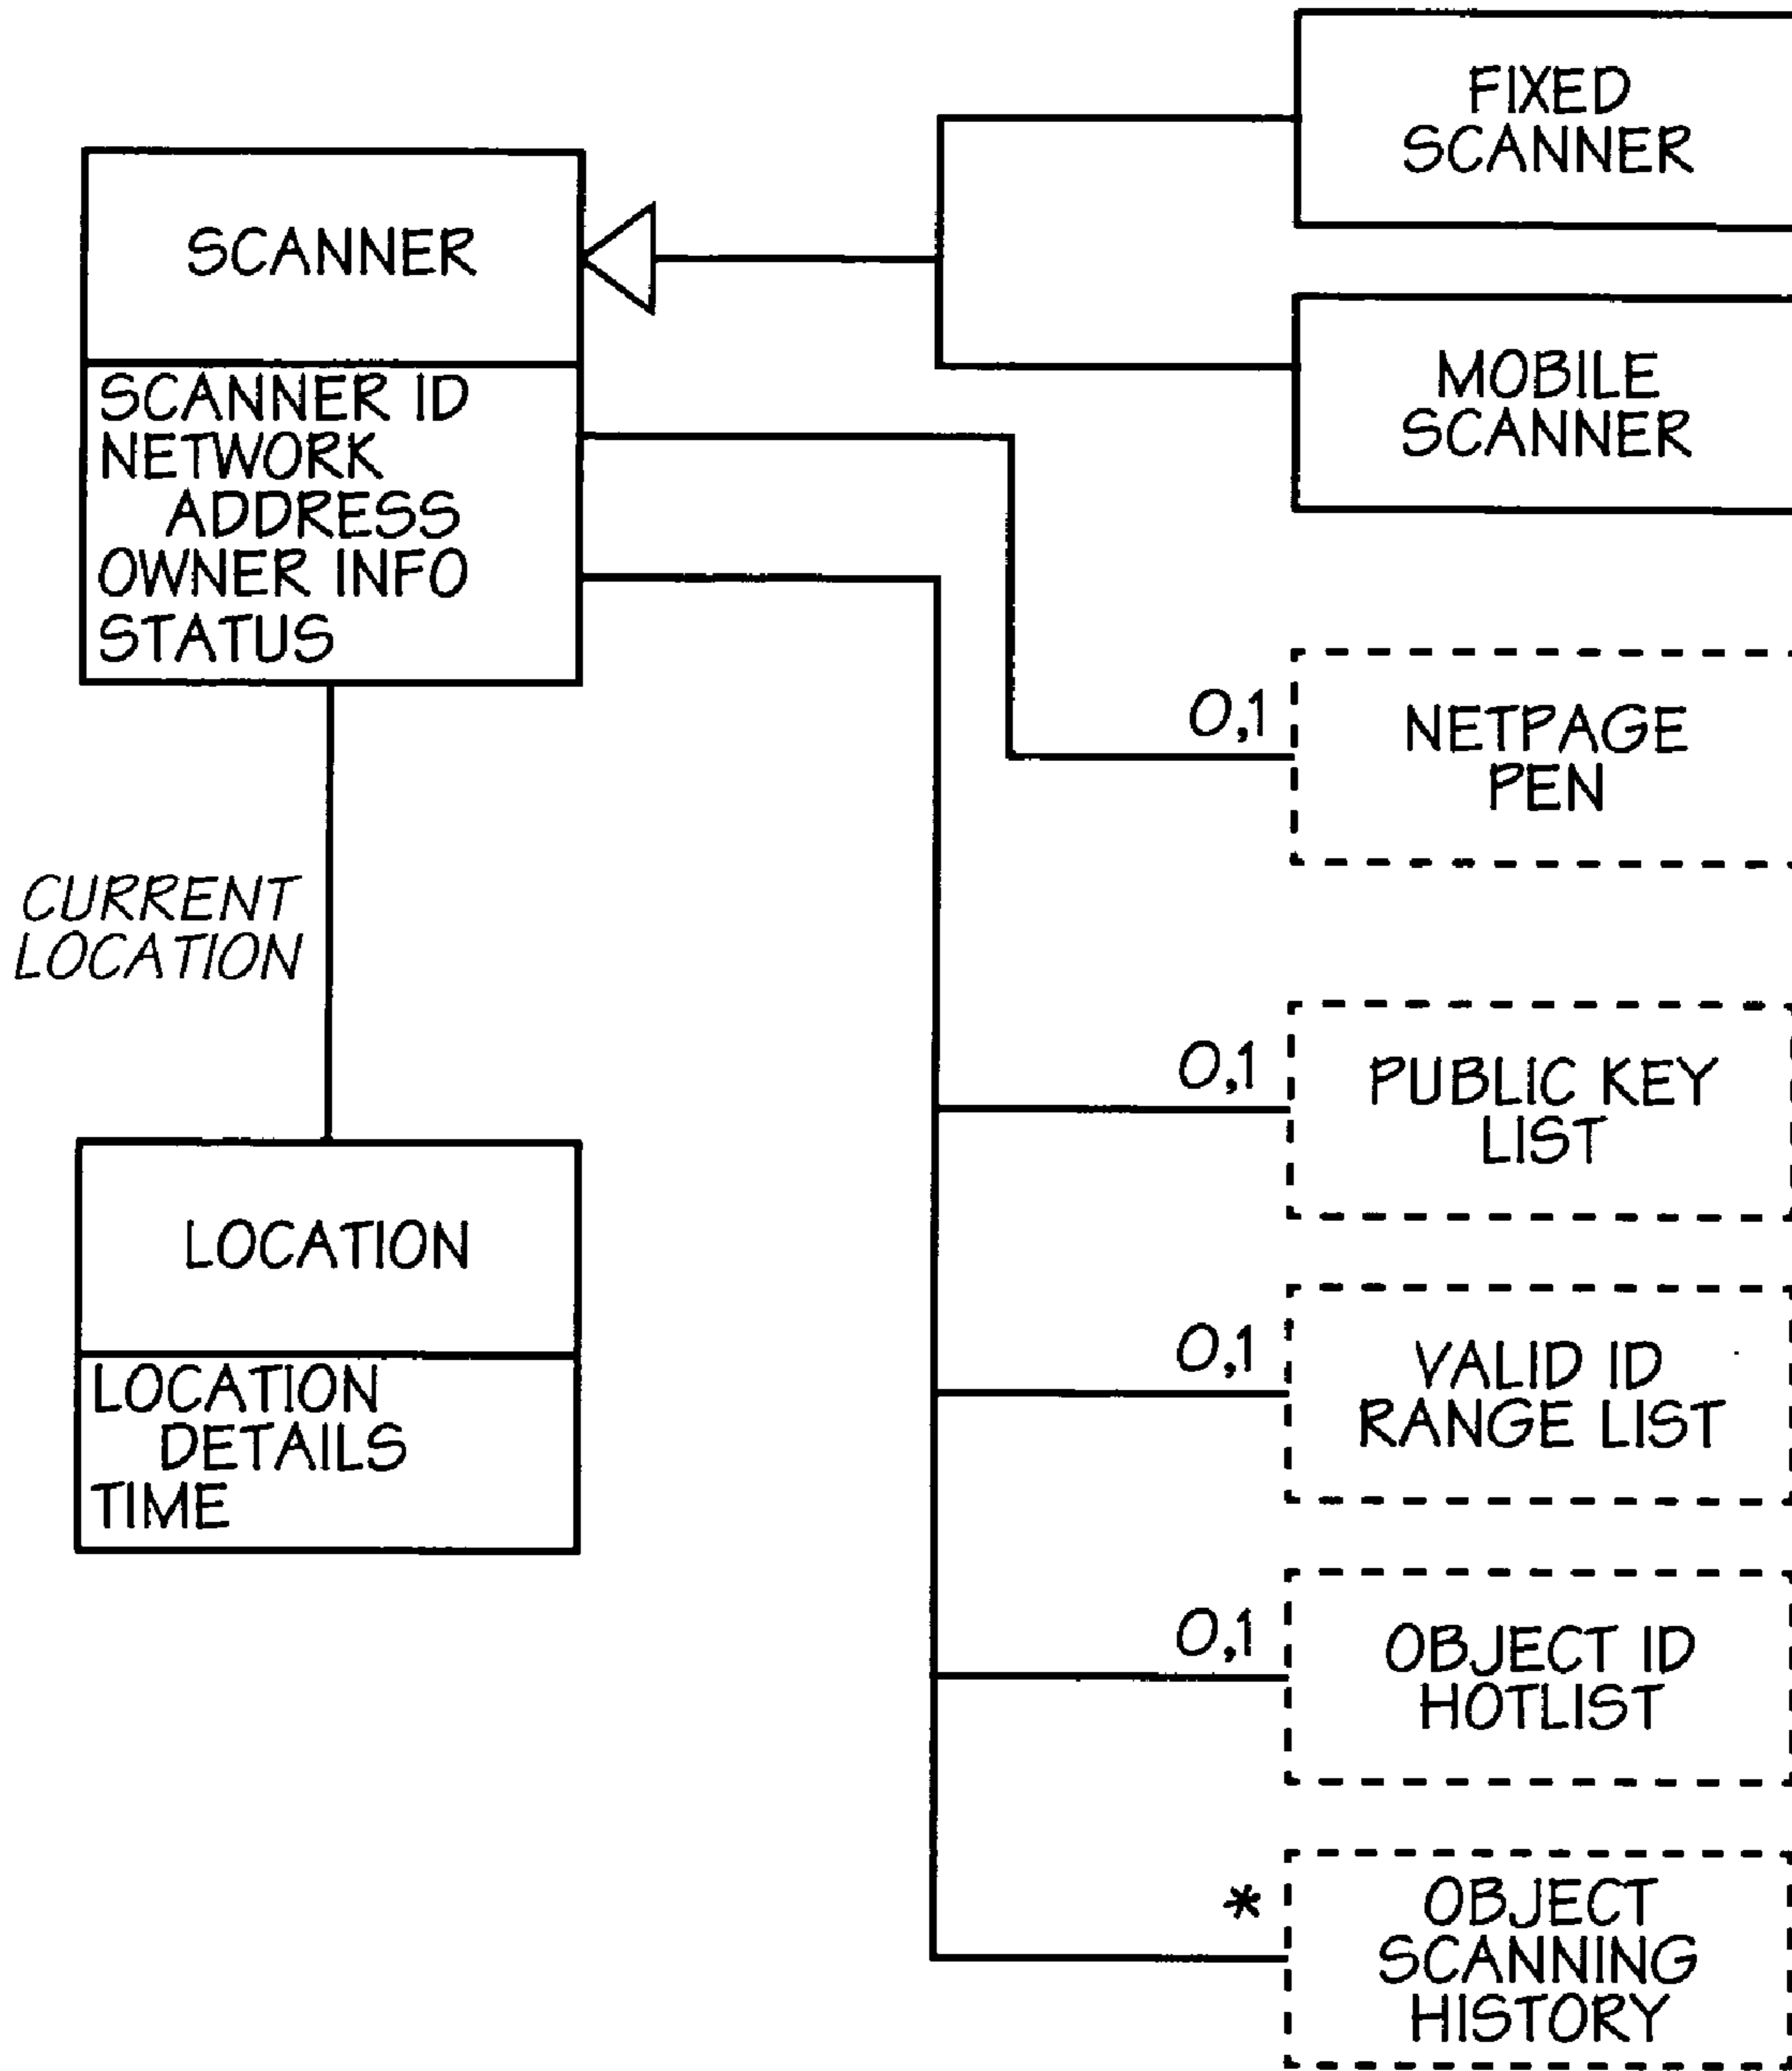 FIXED
SCANNER
SCANNER
SCANNER ID
NETWORK
ADDRESS
OWNER INFO
STATUS
MOBILE
SCANNER
0,1
NETPAGE
PEN
CURRENT
LOCATION
0,1
PUBLIC KEY
LIST
LOCATION
LOCATION
DETAILS
TIME
0,1
VALID ID
RANGE LIST
0,1
OBJECT ID
HOTLIST
*
OBJECT
SCANNING
HISTORY